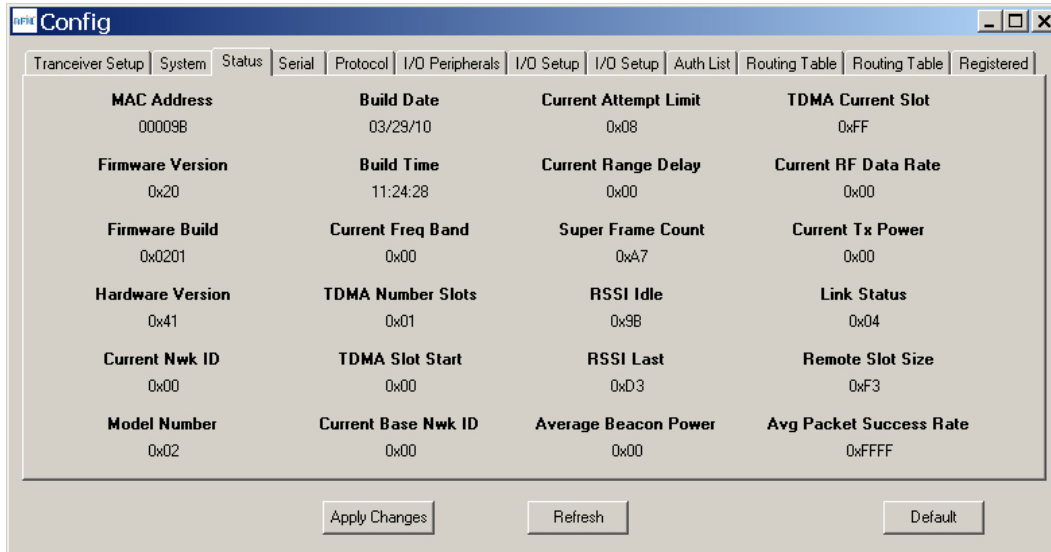 Config
Tranceiver Setup System Status Serial Protocol I/O Peripherals I/O Setup I/O Setup Auth List Routing Table Routing Table Registered
MAC Address Build Date Current Attempt Limit TDMA Current Slot
00009B 03/29/10 0x08 0xFF
Firmware Version Build Time Current Range Delay Current RF Data Rate
0x20 11:24:28 0x00 0x00
Firmware Build Current Freq Band Super Frame Count Current Tx Power
0x0201 0x00 0xA7 0x00
Hardware Version TDMA Number Slots RSSI Idle Link Status
0x41 0x01 0x9B 0x04
Current Nwk ID TDMA Slot Start RSSI Last Remote Slot Size
0x00 0x00 0xD3 0xF3
Model Number Current Base Nwk ID Average Beacon Power Avg Packet Success Rate
0x02 0x00 0x00 0xFFFF
Apply Changes Refresh Default